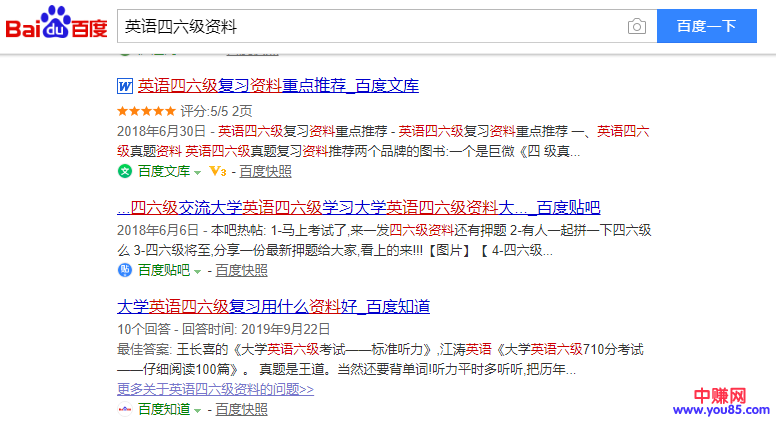 Bai du 百度 英语四六级资料 百度一下
英语四六级复习资料重点推荐_百度文库
评分:5/5 2页
2018年6月30日 - 英语四六级复习资料重点推荐 - 英语四六级复习资料重点推荐 一、英语四六
级真题资料 英语四六级真题复习资料推荐两个品牌的图书:一个是巨微《四 级真...
文 百度文库 V3 - 百度快照
...四六级交流大学英语四六级学习大学英语四六级资料大..._百度贴吧
2018年6月6日 - 本吧热帖: 1-马上考试了,来一发四六级资料还有押题 2-有人一起拼一下四六级
么 3-四六级将至,分享一份最新押题给大家,看上的来!!!【图片】【 4-四六级...
贴 百度贴吧 - 百度快照
大学英语四六级复习用什么资料好_百度知道
10个回答 - 回答时间: 2019年9月22日
最佳答案: 王长喜的《大学英语六级考试——标准听力》,江涛英语《大学英语六级710分考试
——仔细阅读100篇》。 真题是王道。当然还要背单词!听力平时多听听,把历年...
更多关于英语四六级资料的问题>>
百度知道 - 百度快照
中赚网
www.you85.com